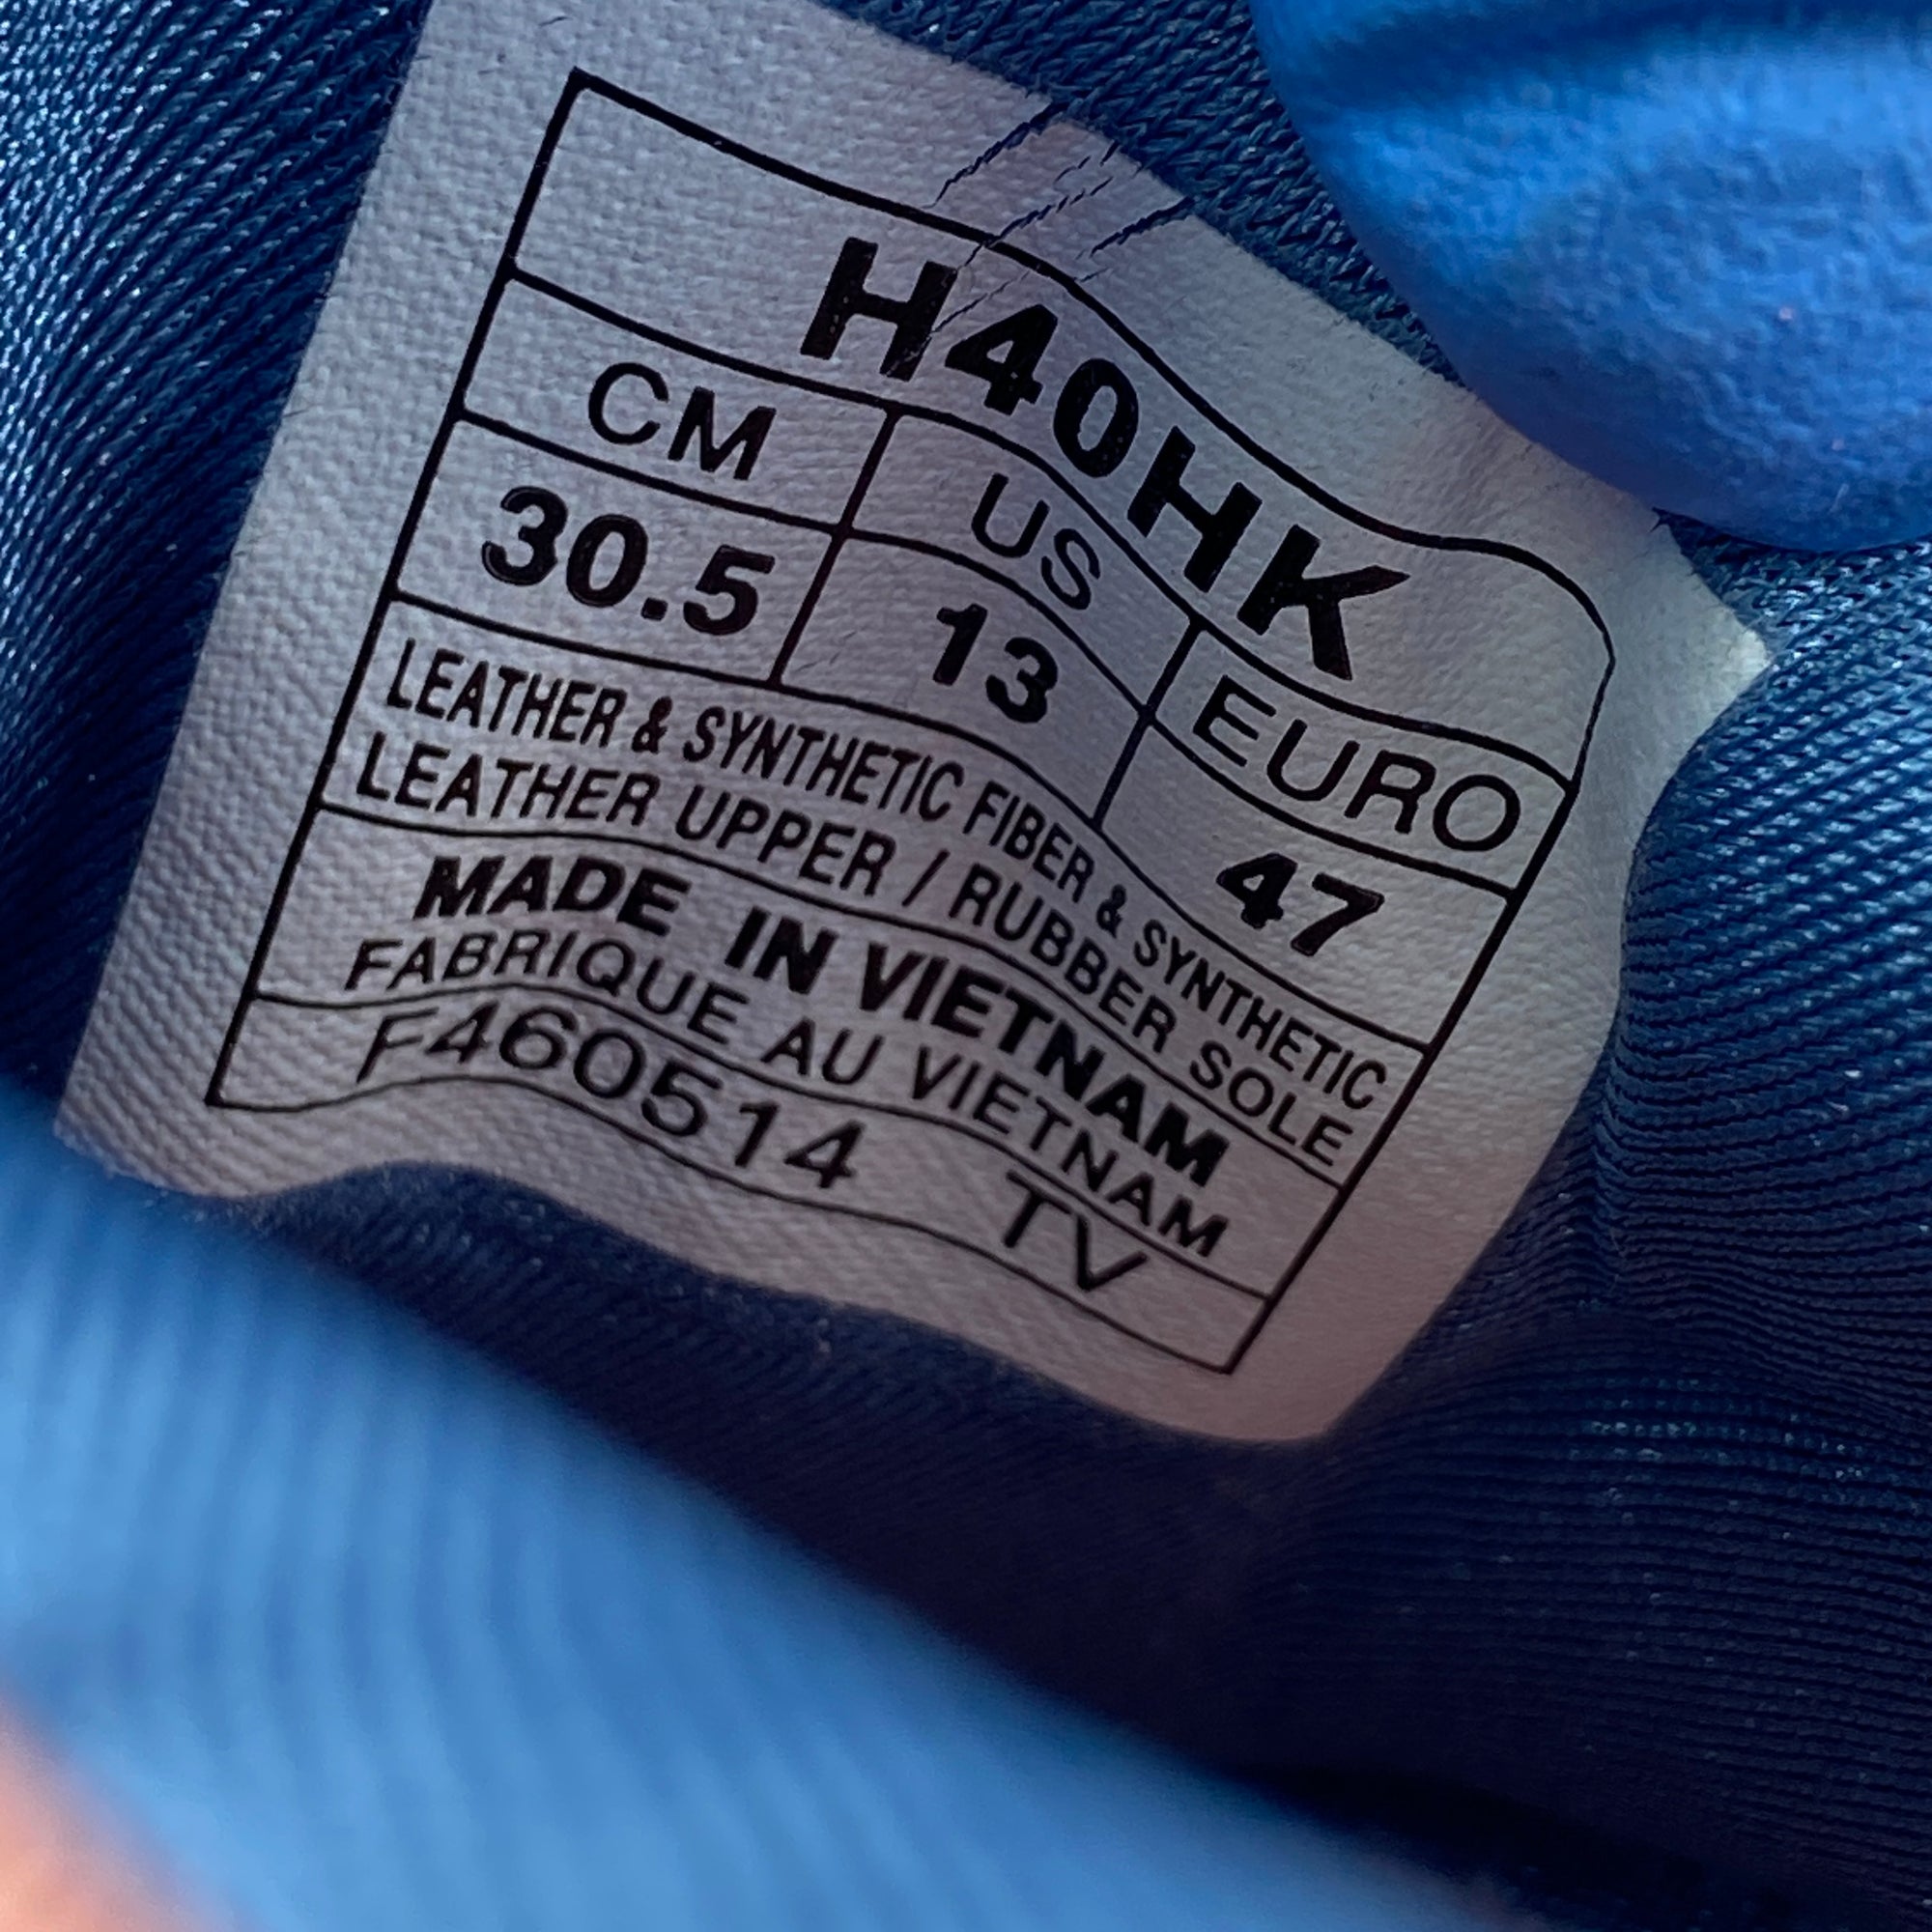 H40HK
CM US EURO
30.5 13 47
LEATHER & SYNTHETIC FIBER & SYNTHETIC
LEATHER UPPER / RUBBER SOLE
MADE IN VIETNAM
FABRIQUE AU VIETNAM
F460514 TV